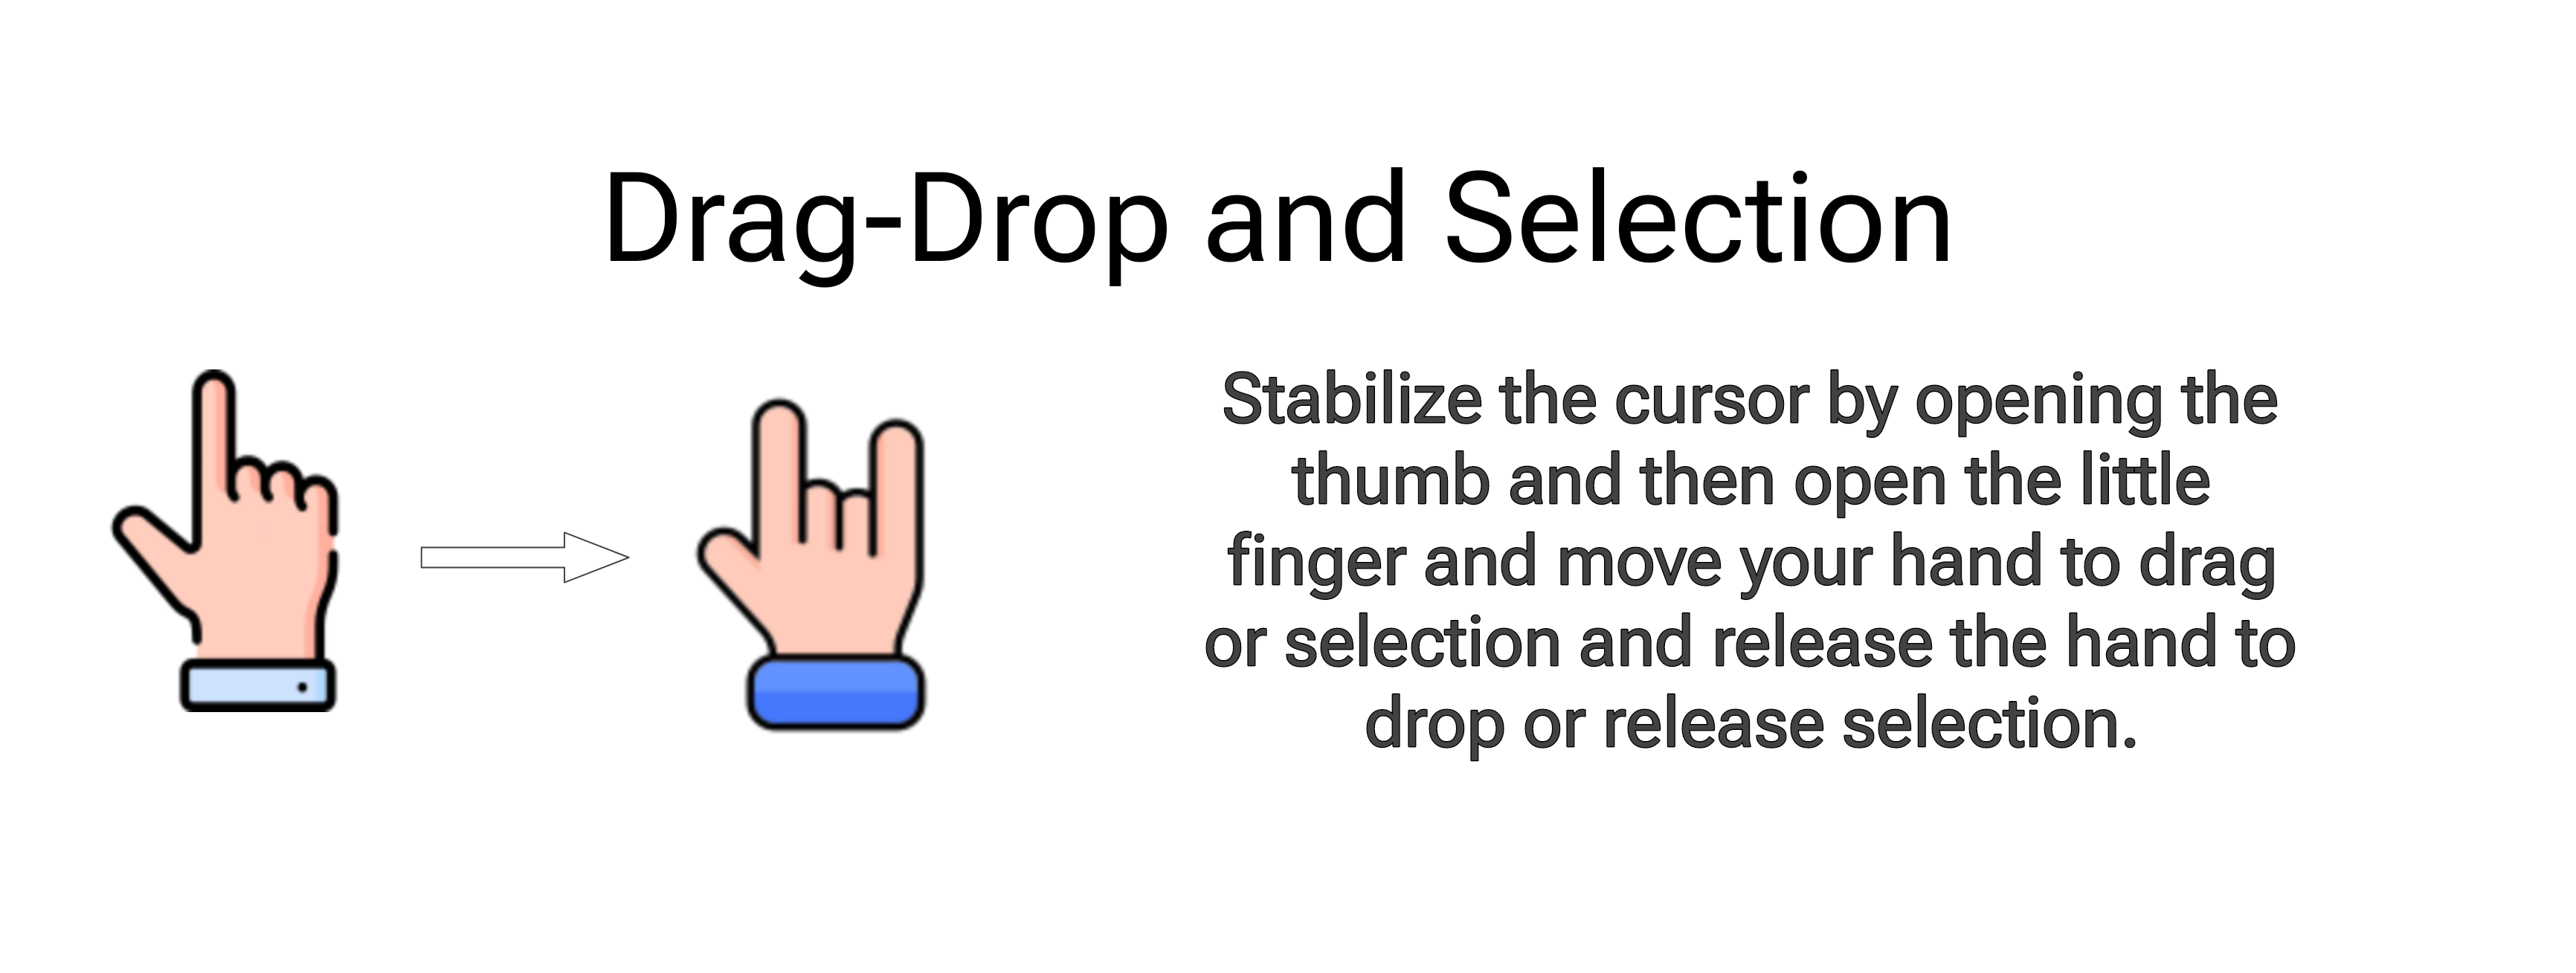 Drag-Drop and Selection
Stabilize the cursor by opening the
thumb and then open the little
finger and move your hand to drag
or selection and release the hand to
drop or release selection.